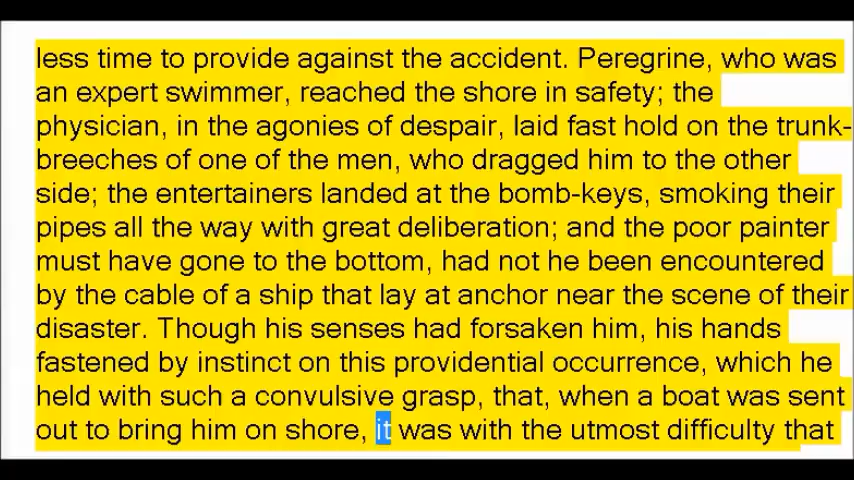 less time to provide against the accident. Peregrine, who was
an expert swimmer, reached the shore in safety; the
physician, in the agonies of despair, laid fast hold on the trunk-
breeches of one of the men, who dragged him to the other
side; the entertainers landed at the bomb-keys, smoking their
pipes all the way with great deliberation; and the poor painter
must have gone to the bottom, had not he been encountered
by the cable of a ship that lay at anchor near the scene of their
disaster. Though his senses had forsaken him, his hands
fastened by instinct on this providential occurrence, which he
held with such a convulsive grasp, that, when a boat was sent
out to bring him on shore, it was with the utmost difficulty that